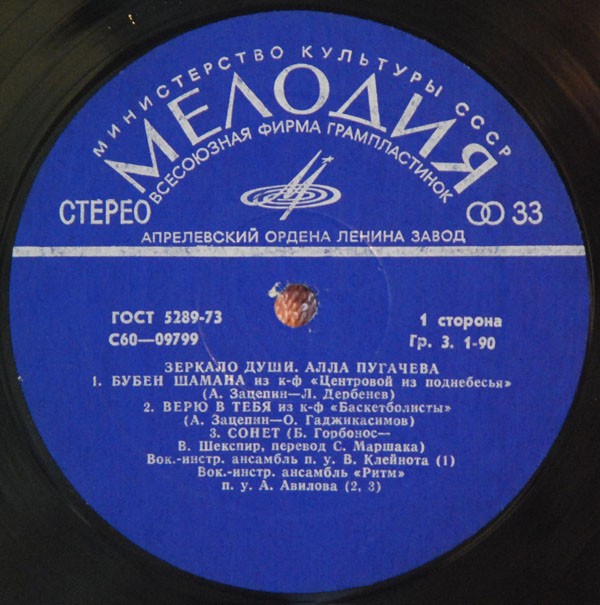 МИНИСТЕРСТВО КУЛЬТУРЫ СССР
МЕЛОДИЯ
ВСЕСОЮЗНАЯ ФИРМА ГРАМПЛАСТИНОК
СТЕРЕО
33
АПРЕЛЕВСКИЙ ОРДЕНА ЛЕНИНА ЗАВОД
ГОСТ 5289-73
1 сторона
С60—09799
Гр. 3. 1-90
ЗЕРКАЛО ДУШИ. АЛЛА ПУГАЧЕВА
1. БУБЕН ШАМАНА из к-ф «Центровой из поднебесья»
(А. Зацепин—Л. Дербенев)
2. ВЕРЮ В ТЕБЯ из к-ф «Баскетболисты»
(А. Зацепин—О. Гаджикасимов)
3. СОНЕТ (Б. Горбонос—
В. Шекспир, перевод С. Маршака)
Вок.-инстр. ансамбль п. у. В. Клейнота (1)
Вок.-инстр. ансамбль «Ритм»
п. у. А. Авилова (2, 3)